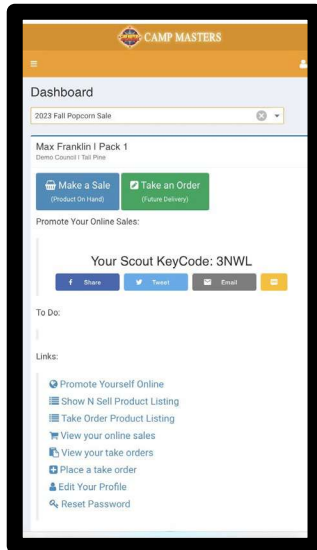 CAMP MASTERS
Dashboard
2023 Fall Popcorn Sale
Max Franklin | Pack 1
Demo Council | Tall Pine
Make a Sale
(Product On Hand)
Take an Order
(Future Delivery)
Promote Your Online Sales:
Your Scout KeyCode: 3NWL
Share
Tweet
Email
To Do:
Links:
Promote Yourself Online
Show N Sell Product Listing
Take Order Product Listing
View your online sales
View your take orders
Place a take order
Edit Your Profile
Reset Password